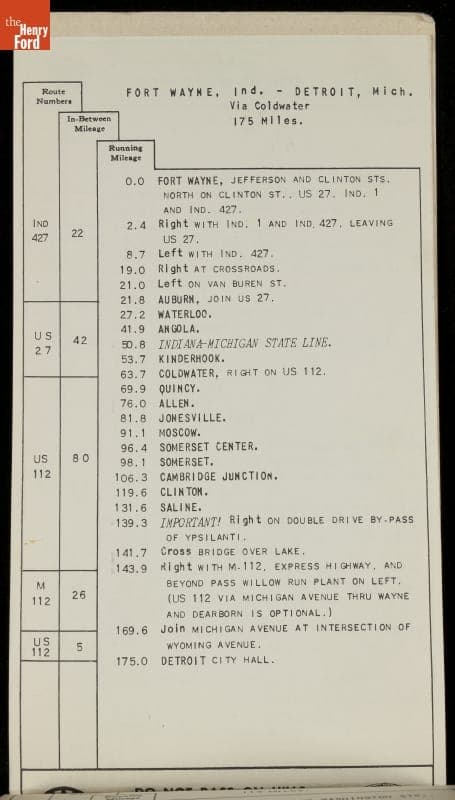 the
Henry
Ford
Route
Numbers
In-Between
Mileage
Running
Mileage
FORT WAYNE, Ind. - DETROIT, Mich.
Via Coldwater
175 Miles.
0.0 FORT WAYNE, JEFFERSON AND CLINTON STS.
NORTH ON CLINTON ST., US 27. IND. 1
AND IND. 427.
IND
427
22
2.4 Right WITH IND. 1 AND IND. 427, LEAVING
US 27.
8.7 Left WITH IND. 427.
19.0 Right AT CROSSROADS.
21.0 Left ON VAN BUREN ST.
21.8 AUBURN, JOIN US 27.
27.2 WATERLOO.
41.9 ANGOLA.
US
27
42
50.8 INDIANA-MICHIGAN STATE LINE.
53.7 KINDERHOOK.
63.7 COLDWATER, RIGHT ON US 112.
69.9 QUINCY.
76.0 ALLEN.
81.8 JONESVILLE.
91.1 MOSCOW.
96.4 SOMERSET CENTER.
US
112
80
98.1 SOMERSET.
106.3 CAMBRIDGE JUNCTION.
119.6 CLINTON.
131.6 SALINE.
139.3 IMPORTANT! Right ON DOUBLE DRIVE BY-PASS
OF YPSILANTI.
141.7 Cross BRIDGE OVER LAKE.
143.9 Right WITH M-112, EXPRESS HIGHWAY, AND
BEYOND PASS WILLOW RUN PLANT ON LEFT.
M
112
26
(US 112 VIA MICHIGAN AVENUE THRU WAYNE
AND DEARBORN IS OPTIONAL.)
169.6 Join MICHIGAN AVENUE AT INTERSECTION OF
WYOMING AVENUE.
US
112
5
175.0 DETROIT CITY HALL.